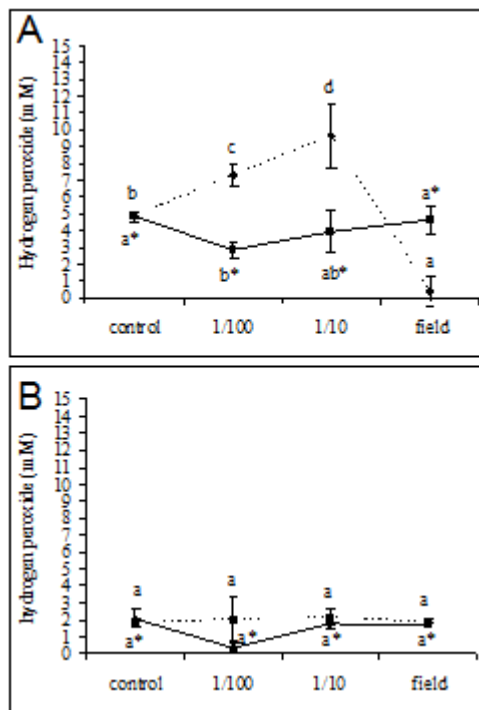 A
Hydrogen peroxide (mM)
15
14
13
12
11
10
9
8
7
6
5
4
3
2
1
0
b
c
d
a*
a*
b*
ab*
a
control 1/100 1/10 field
B
hydrogen peroxide (mM)
15
14
13
12
11
10
9
8
7
6
5
4
3
2
1
0
a a a a
a* a* a* a*
control 1/100 1/10 field